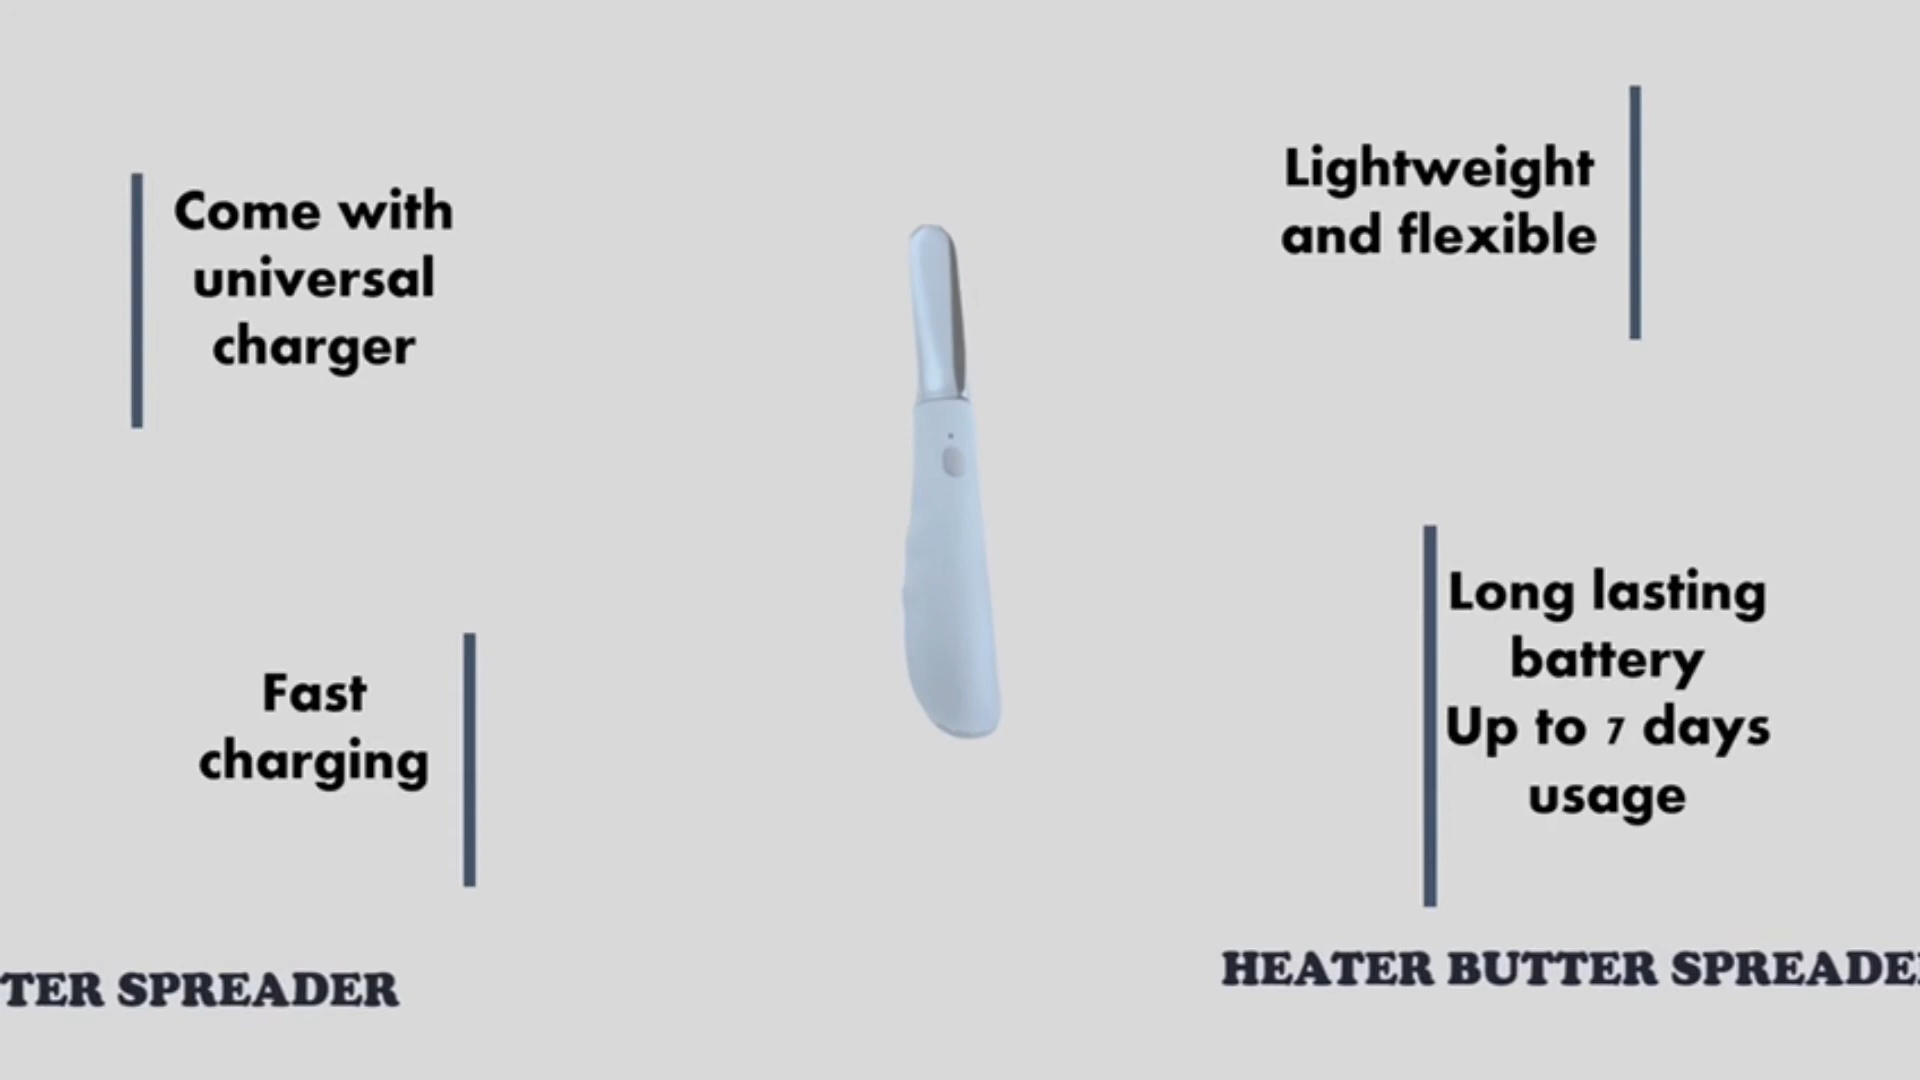 Come with
universal
charger
Lightweight
and flexible
Fast
charging
Long lasting
battery
Up to 7 days
usage
TER SPREADER
HEATER BUTTER SPREADE